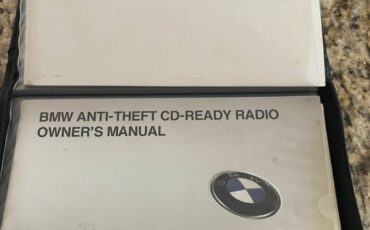 BMW ANTI-THEFT CD-READY RADIO
OWNER'S MANUAL